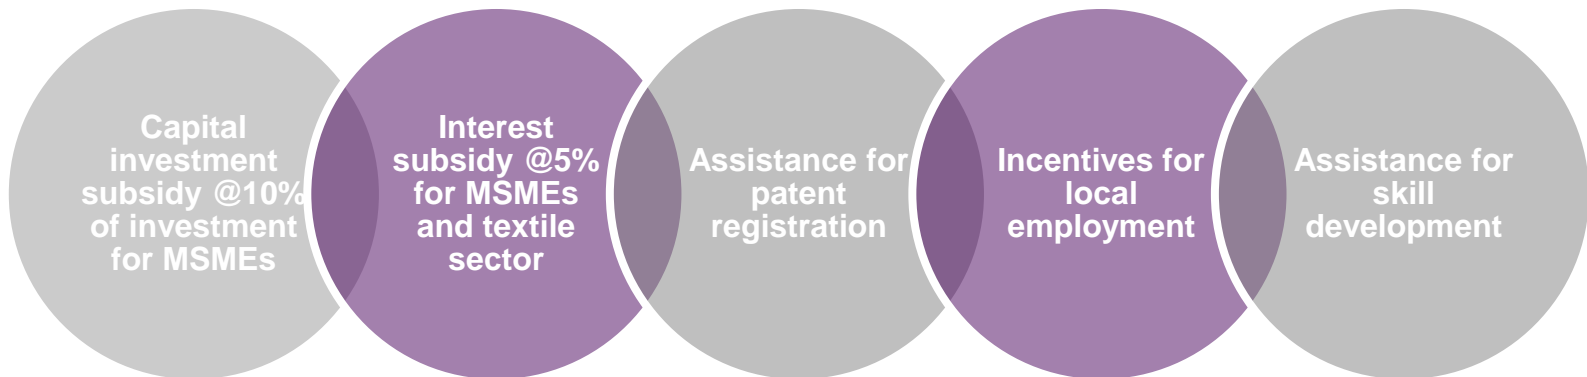 Capital
investment
subsidy @10%
of investment
for MSMEs
Interest
subsidy @5%
for MSMEs
and textile
sector
Assistance for
patent
registration
Incentives for
local
employment
Assistance for
skill
development